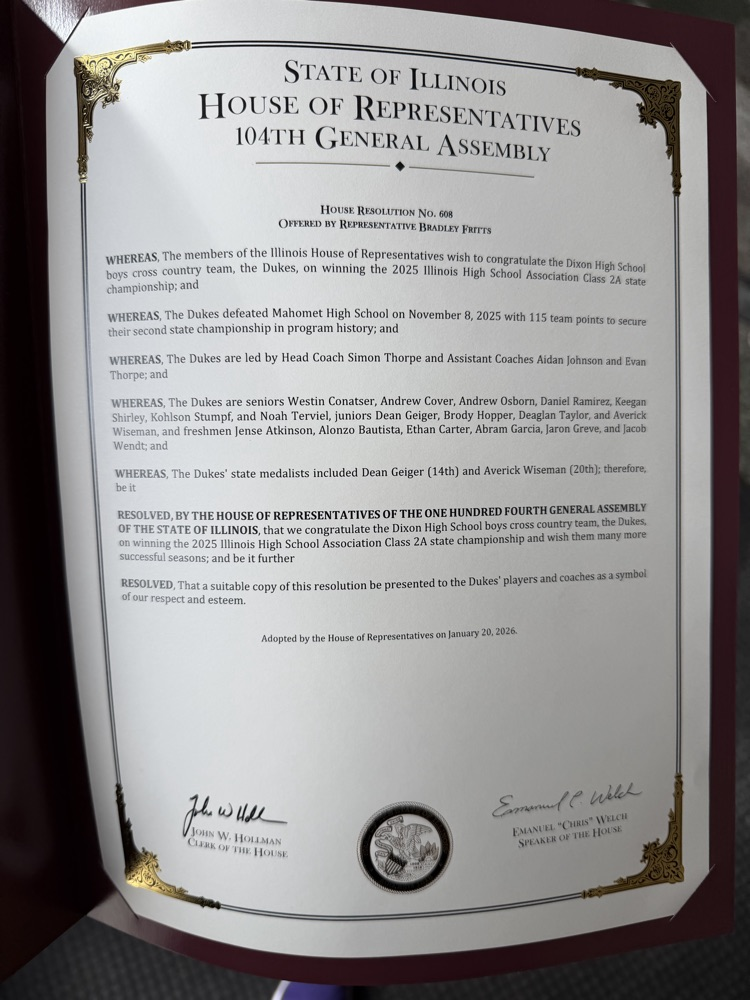 STATE OF ILLINOIS
HOUSE OF REPRESENTATIVES
104TH GENERAL ASSEMBLY
HOUSE RESOLUTION NO. 608
OFFERED BY REPRESENTATIVE BRADLEY FRITTS
WHEREAS, The members of the Illinois House of Representatives wish to congratulate the Dixon High School
boys cross country team, the Dukes, on winning the 2025 Illinois High School Association Class 2A state
championship; and
WHEREAS, The Dukes defeated Mahomet High School on November 8, 2025 with 115 team points to secure
their second state championship in program history; and
WHEREAS, The Dukes are led by Head Coach Simon Thorpe and Assistant Coaches Aidan Johnson and Evan
Thorpe; and
WHEREAS, The Dukes are seniors Westin Conatser, Andrew Cover, Andrew Osborn, Daniel Ramirez, Keegan
Shirley, Kohlson Stumpf, and Noah Terviel, juniors Dean Geiger, Brody Hopper, Deaglan Taylor, and Averick
Wiseman, and freshmen Jense Atkinson, Alonzo Bautista, Ethan Carter, Abram Garcia, Jaron Greve, and Jacob
Wendt; and
WHEREAS, The Dukes' state medalists included Dean Geiger (14th) and Averick Wiseman (20th); therefore,
be it
RESOLVED, BY THE HOUSE OF REPRESENTATIVES OF THE ONE HUNDRED FOURTH GENERAL ASSEMBLY
OF THE STATE OF ILLINOIS, that we congratulate the Dixon High School boys cross country team, the Dukes,
on winning the 2025 Illinois High School Association Class 2A state championship and wish them many more
successful seasons; and be it further
RESOLVED, That a suitable copy of this resolution be presented to the Dukes' players and coaches as a symbol
of our respect and esteem.
Adopted by the House of Representatives on January 20, 2026.
John W Holl
JOHN W. HOLLMAN
CLERK OF THE HOUSE
Emanuel C. Welch
EMANUEL "CHRIS" WELCH
SPEAKER OF THE HOUSE